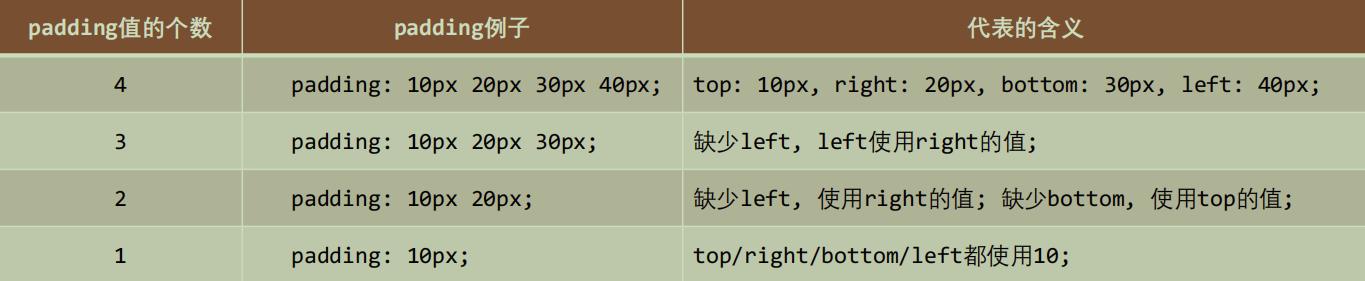 padding值的个数 padding例子 代表的含义
4 padding: 10px 20px 30px 40px; top: 10px, right: 20px, bottom: 30px, left: 40px;
3 padding: 10px 20px 30px; 缺少left, left使用right的值;
2 padding: 10px 20px; 缺少left, 使用right的值; 缺少bottom, 使用top的值;
1 padding: 10px; top/right/bottom/left都使用10;